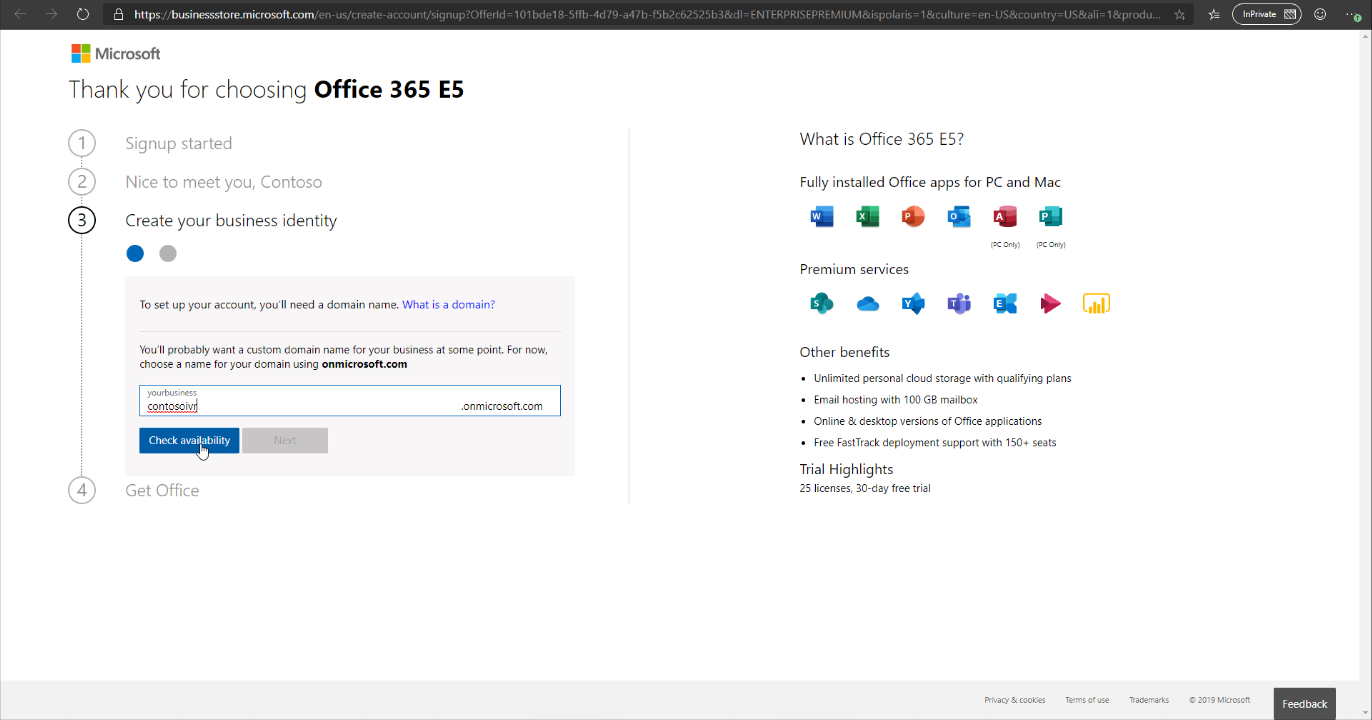 https://businessstore.microsoft.com/en-us/create-account/signup?OfferId=101bde18-5ffb-4d79-a47b-f5b2c62525b3&dl=ENTERPRISEPREMIUM&ispolaris=1&culture=en-US&country=US&ali=1&produ...
InPrivate
Microsoft
Thank you for choosing Office 365 E5
1 Signup started
2 Nice to meet you, Contoso
3 Create your business identity
To set up your account, you'll need a domain name. What is a domain?
You'll probably want a custom domain name for your business at some point. For now,
choose a name for your domain using onmicrosoft.com
yourbusiness
contosoivr .onmicrosoft.com
Check availability Next
4 Get Office
What is Office 365 E5?
Fully installed Office apps for PC and Mac
W X P O A P
(PC Only) (PC Only)
Premium services
S Y T E
Other benefits
• Unlimited personal cloud storage with qualifying plans
• Email hosting with 100 GB mailbox
• Online & desktop versions of Office applications
• Free FastTrack deployment support with 150+ seats
Trial Highlights
25 licenses, 30-day free trial
Privacy & cookies Terms of use Trademarks © 2019 Microsoft Feedback